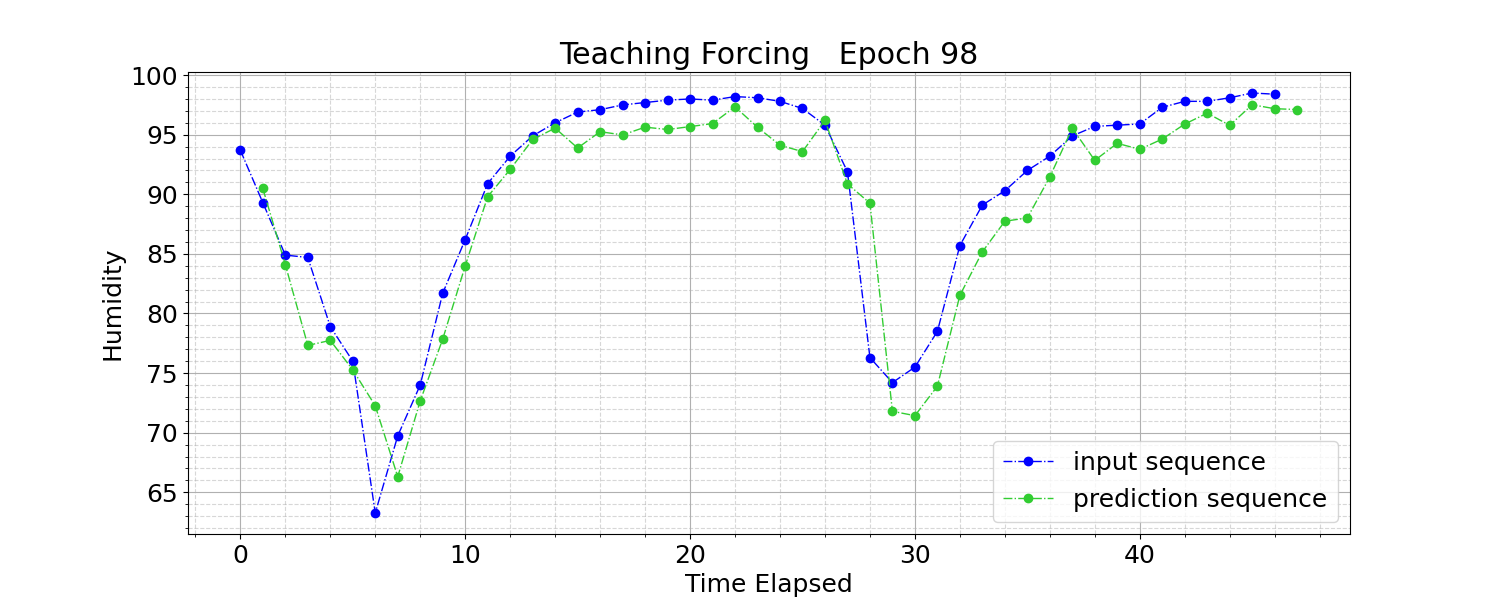 Teaching Forcing   Epoch 98
100
95
90
85
80
75
70
65
Humidity
0 10 20 30 40
Time Elapsed
input sequence
prediction sequence